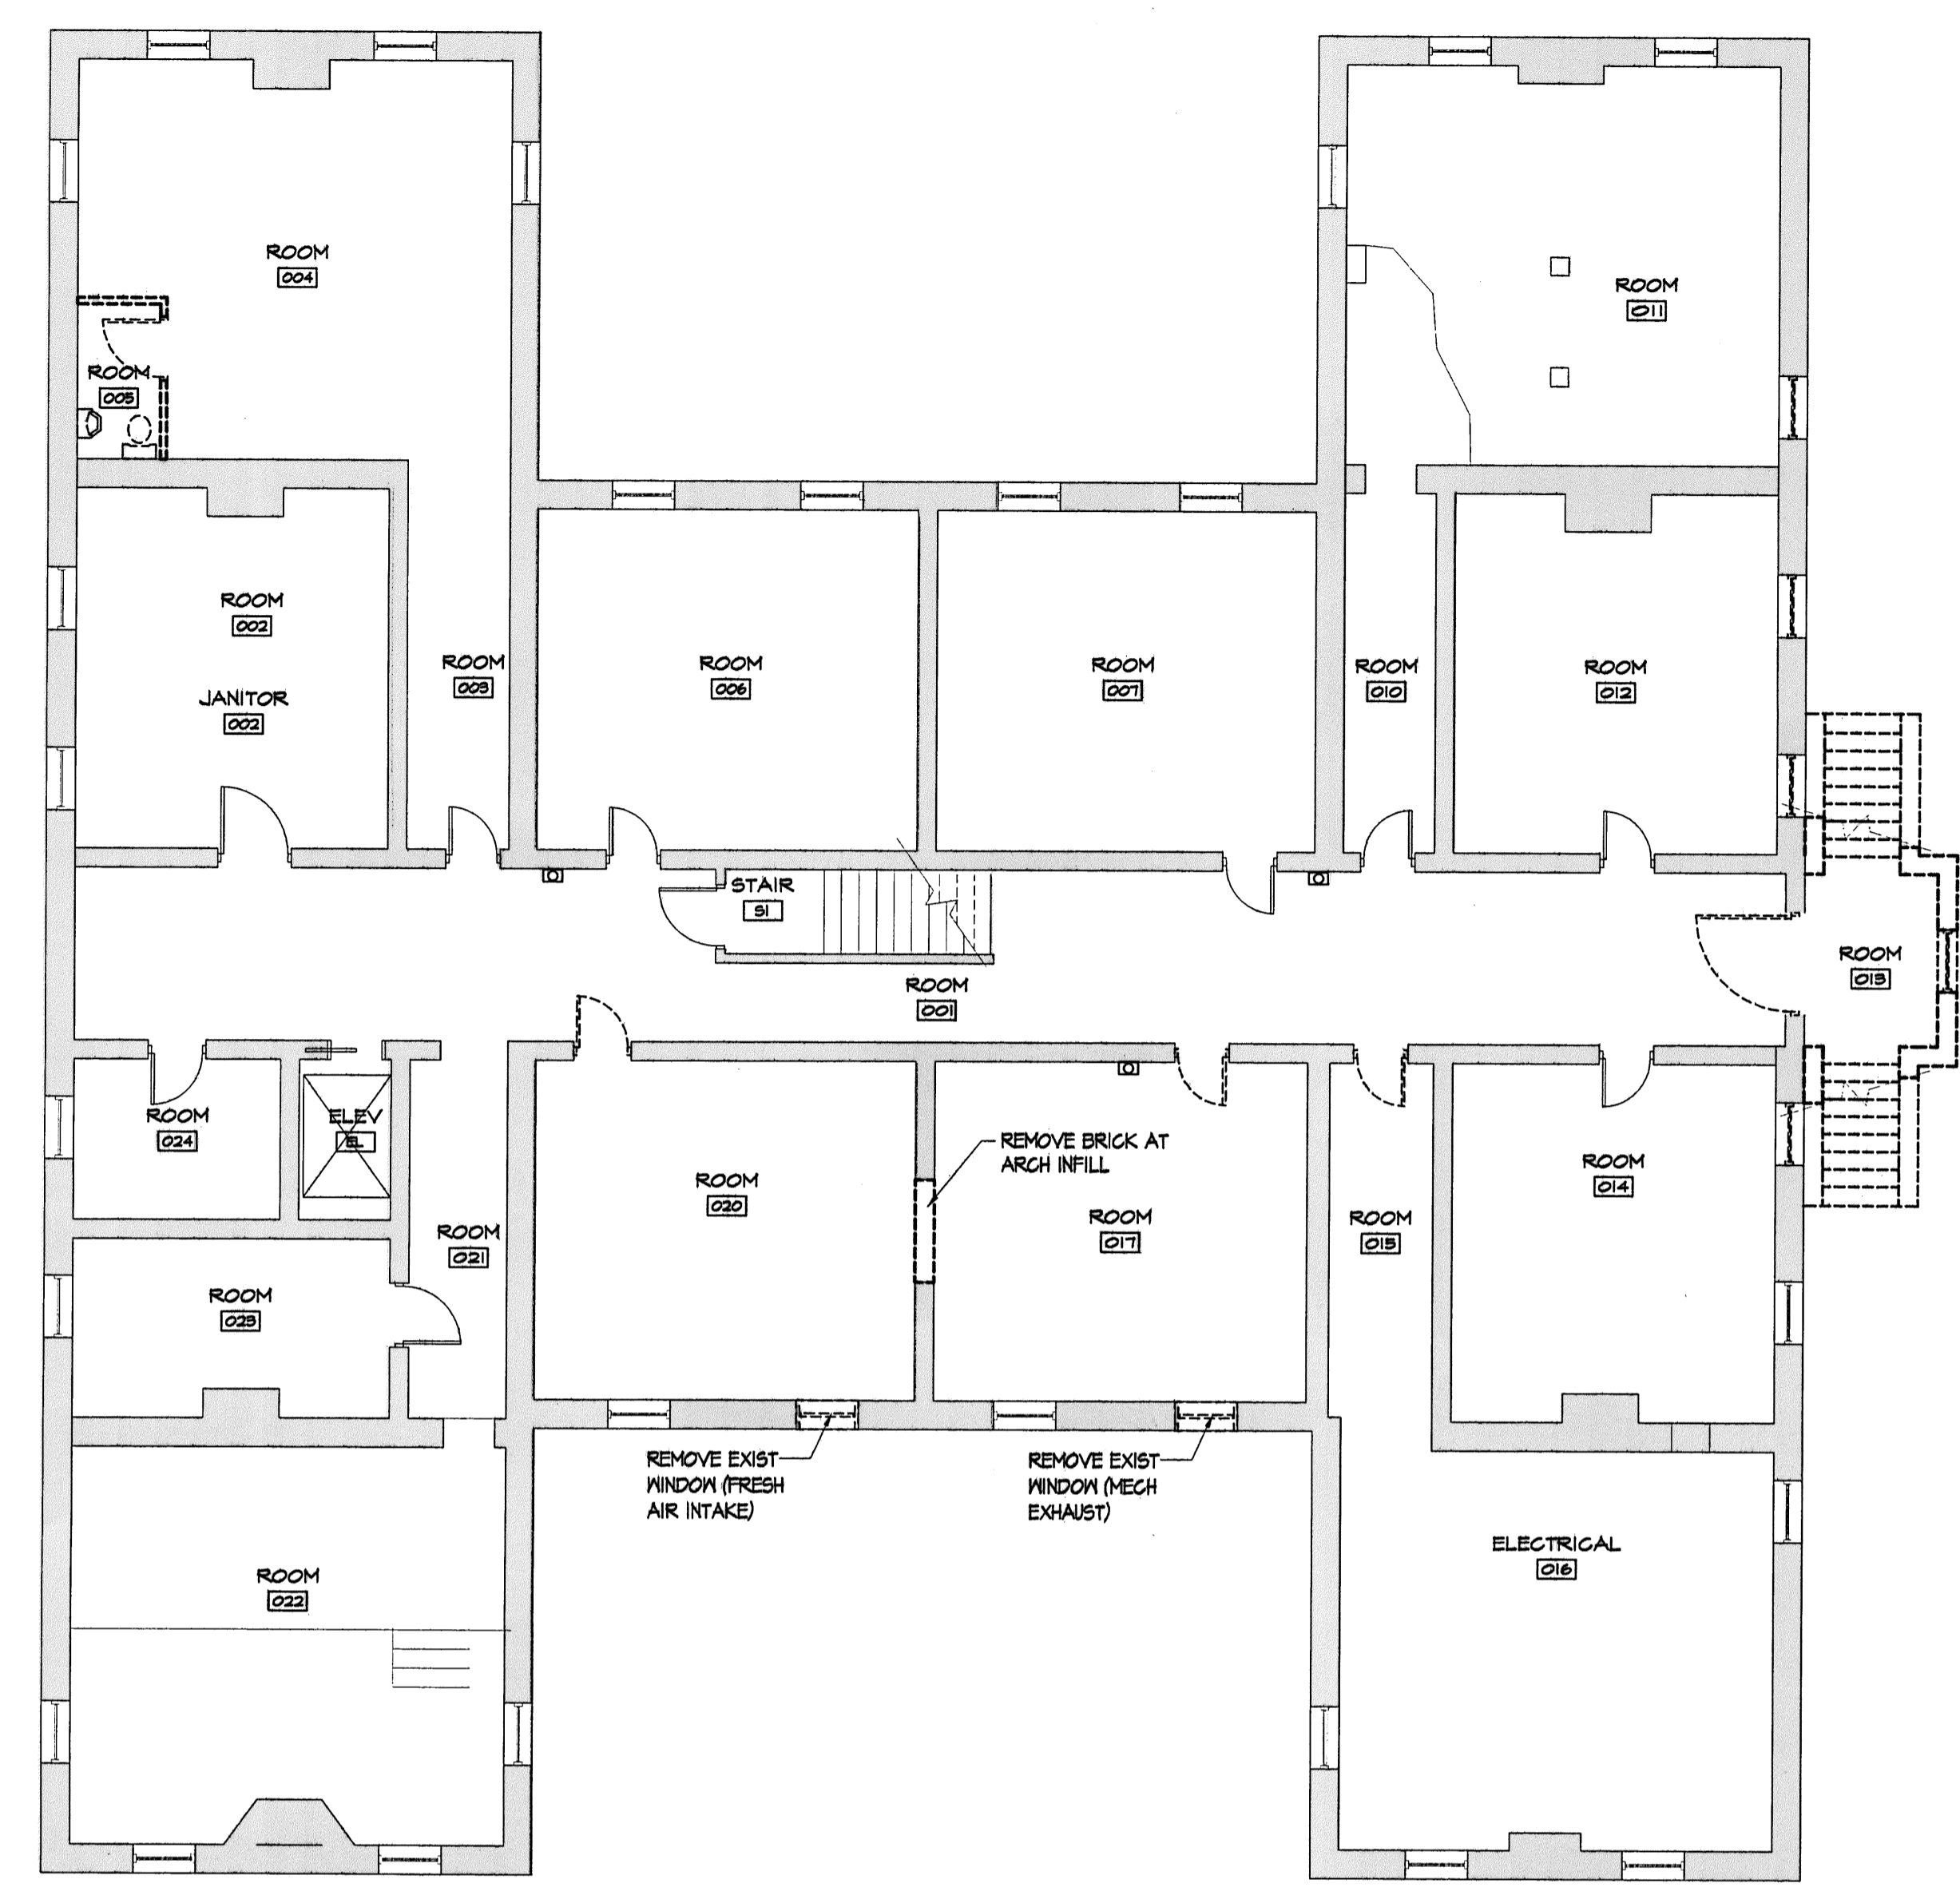 ROOM
004
ROOM
011
ROOM
005
ROOM
002
JANITOR
002
ROOM
003
ROOM
006
ROOM
007
ROOM
010
ROOM
012
STAIR
S1
ROOM
001
ROOM
013
ROOM
024
ELEV
EL
ROOM
021
ROOM
023
ROOM
020
REMOVE BRICK AT
ARCH INFILL
ROOM
017
ROOM
015
ROOM
014
REMOVE EXIST
WINDOW (FRESH
AIR INTAKE)
REMOVE EXIST
WINDOW (MECH
EXHAUST)
ELECTRICAL
016
ROOM
022